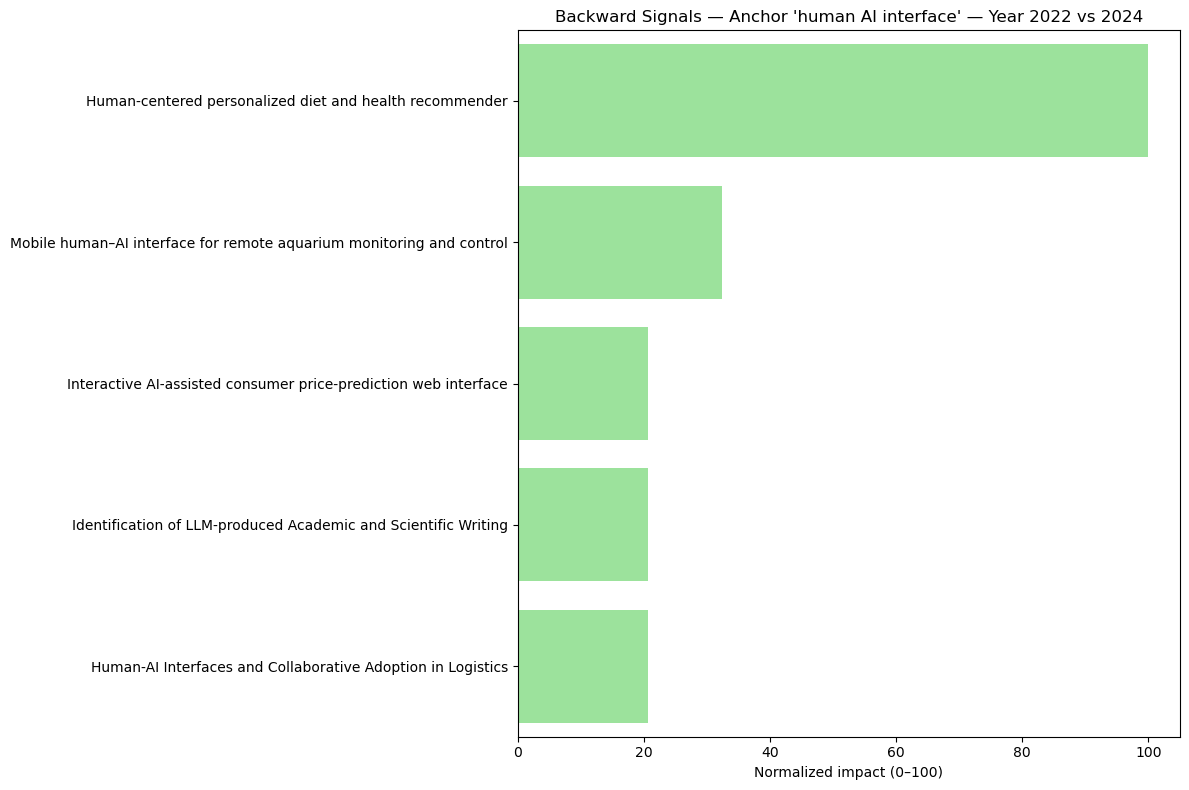 Backward Signals — Anchor 'human AI interface' — Year 2022 vs 2024
Human-centered personalized diet and health recommender
Mobile human–AI interface for remote aquarium monitoring and control
Interactive AI-assisted consumer price-prediction web interface
Identification of LLM-produced Academic and Scientific Writing
Human-AI Interfaces and Collaborative Adoption in Logistics
0 20 40 60 80 100
Normalized impact (0–100)